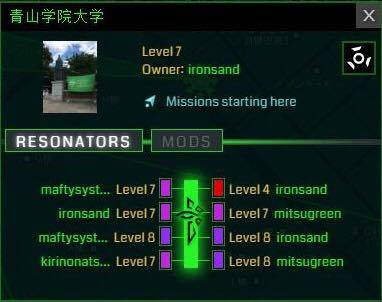 青山学院大学 X
Level 7
Owner: ironsand
Missions starting here
RESONATORS MODS
maftysyst... Level 7 Level 4 ironsand
ironsand Level 7 Level 7 mitsugreen
maftysyst... Level 8 Level 8 ironsand
kirinonats... Level 7 Level 8 mitsugreen